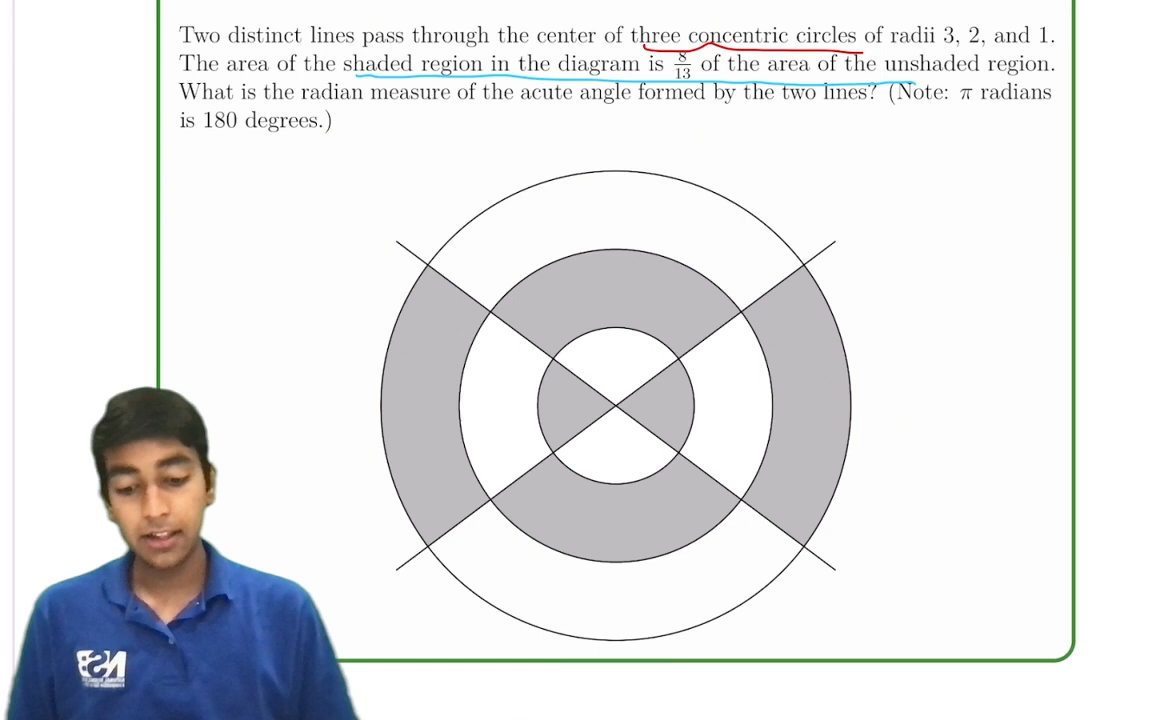 Two distinct lines pass through the center of three concentric circles of radii 3, 2, and 1.
The area of the shaded region in the diagram is 8/13 of the area of the unshaded region.
What is the radian measure of the acute angle formed by the two lines? (Note: π radians
is 180 degrees.)